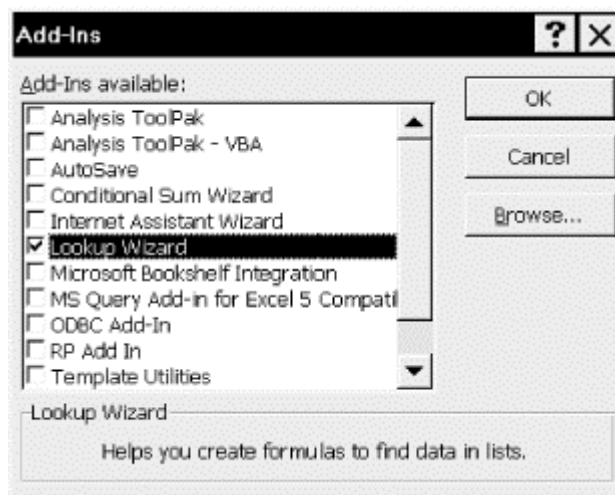 Add-Ins
Add-Ins available:
Analysis ToolPak
Analysis ToolPak - VBA
AutoSave
Conditional Sum Wizard
Internet Assistant Wizard
Lookup Wizard
Microsoft Bookshelf Integration
MS Query Add-in for Excel 5 Compati
ODBC Add-In
RP Add In
Template Utilities
OK
Cancel
Browse...
Lookup Wizard
Helps you create formulas to find data in lists.